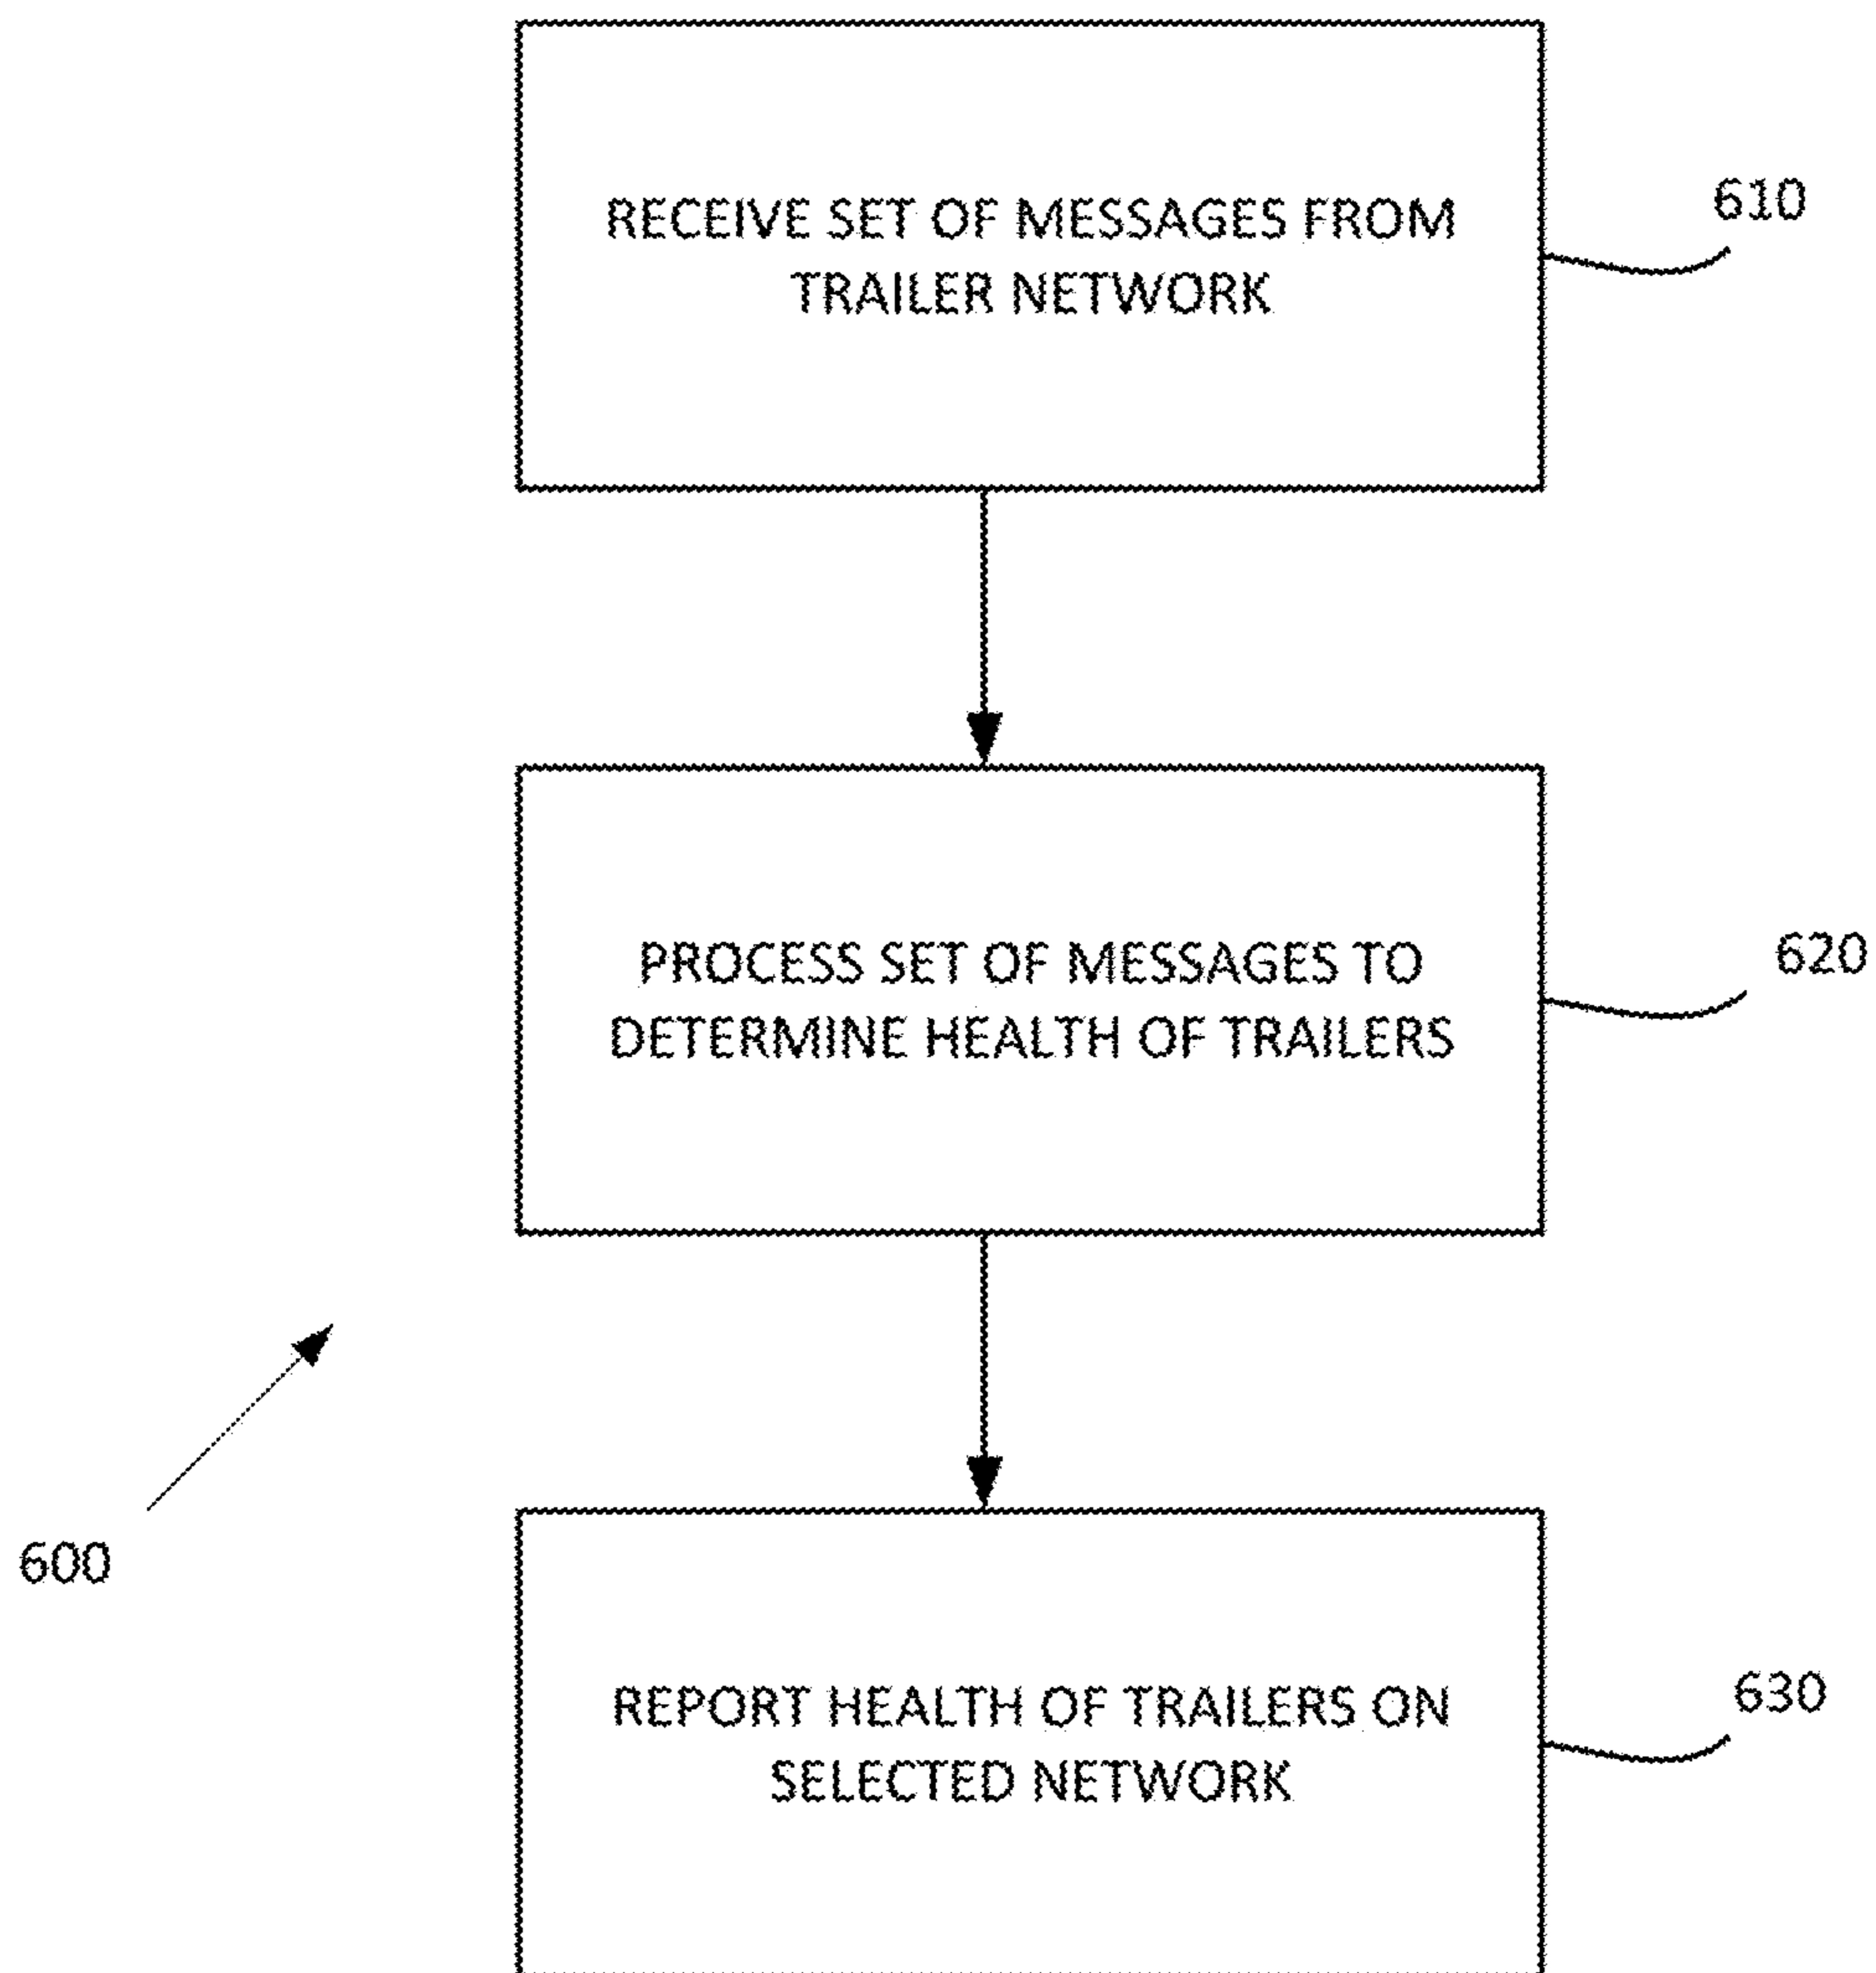 RECEIVE SET OF MESSAGES FROM
TRAILER NETWORK
610
PROCESS SET OF MESSAGES TO
DETERMINE HEALTH OF TRAILERS
620
600
REPORT HEALTH OF TRAILERS ON
SELECTED NETWORK
630